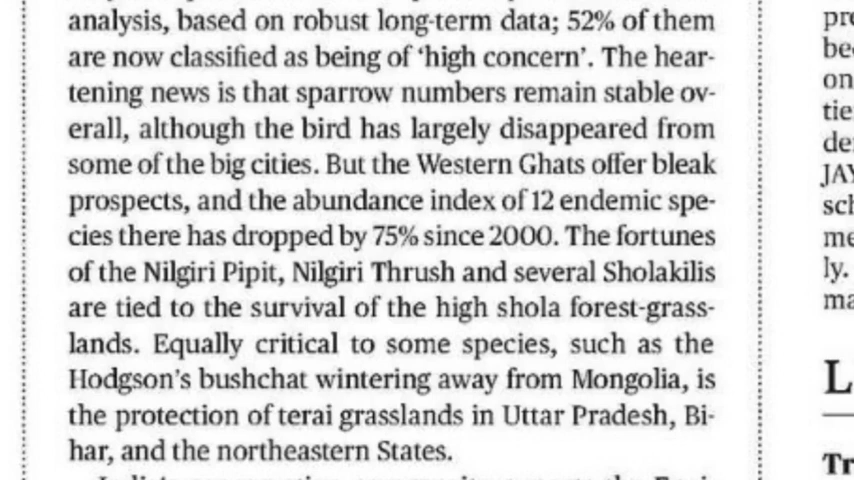 analysis, based on robust long-term data; 52% of them
are now classified as being of ‘high concern’. The hear-
tening news is that sparrow numbers remain stable ov-
erall, although the bird has largely disappeared from
some of the big cities. But the Western Ghats offer bleak
prospects, and the abundance index of 12 endemic spe-
cies there has dropped by 75% since 2000. The fortunes
of the Nilgiri Pipit, Nilgiri Thrush and several Sholakilis
are tied to the survival of the high shola forest-grass-
lands. Equally critical to some species, such as the
Hodgson’s bushchat wintering away from Mongolia, is
the protection of terai grasslands in Uttar Pradesh, Bi-
har, and the northeastern States.